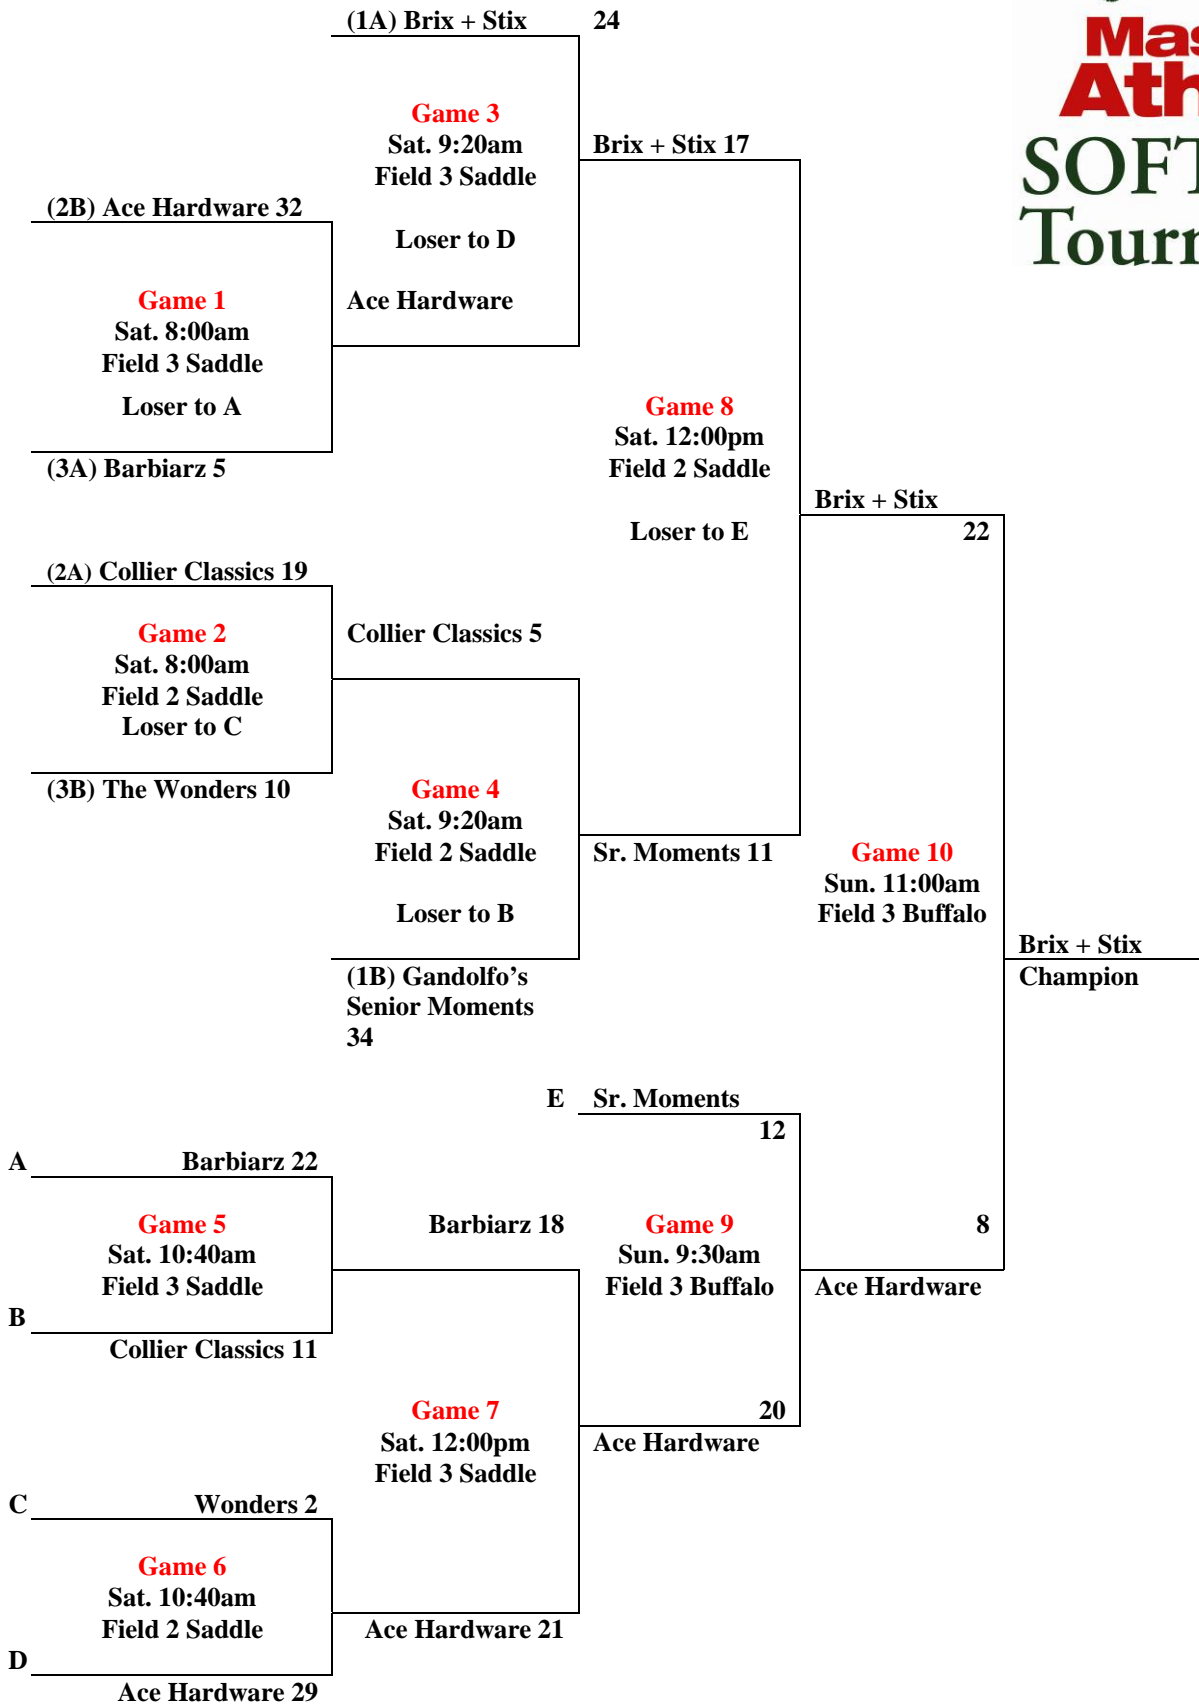 (1A) Brix + Stix 24
Game 3
Sat. 9:20am
Field 3 Saddle
Loser to D
Brix + Stix 17
(2B) Ace Hardware 32
Game 1
Sat. 8:00am
Field 3 Saddle
Loser to A
Ace Hardware
(3A) Barbiarz 5
Game 8
Sat. 12:00pm
Field 2 Saddle
Loser to E
Brix + Stix
22
(2A) Collier Classics 19
Game 2
Sat. 8:00am
Field 2 Saddle
Loser to C
Collier Classics 5
(3B) The Wonders 10
Game 4
Sat. 9:20am
Field 2 Saddle
Loser to B
Sr. Moments 11
Game 10
Sun. 11:00am
Field 3 Buffalo
Brix + Stix
Champion
(1B) Gandolfo’s
Senior Moments
34
E Sr. Moments
12
A Barbiarz 22
Game 5
Sat. 10:40am
Field 3 Saddle
Barbiarz 18
Game 9
Sun. 9:30am
Field 3 Buffalo
8
Ace Hardware
B
Collier Classics 11
Game 7
Sat. 12:00pm
Field 3 Saddle
20
Ace Hardware
C Wonders 2
Game 6
Sat. 10:40am
Field 2 Saddle
Ace Hardware 21
D
Ace Hardware 29